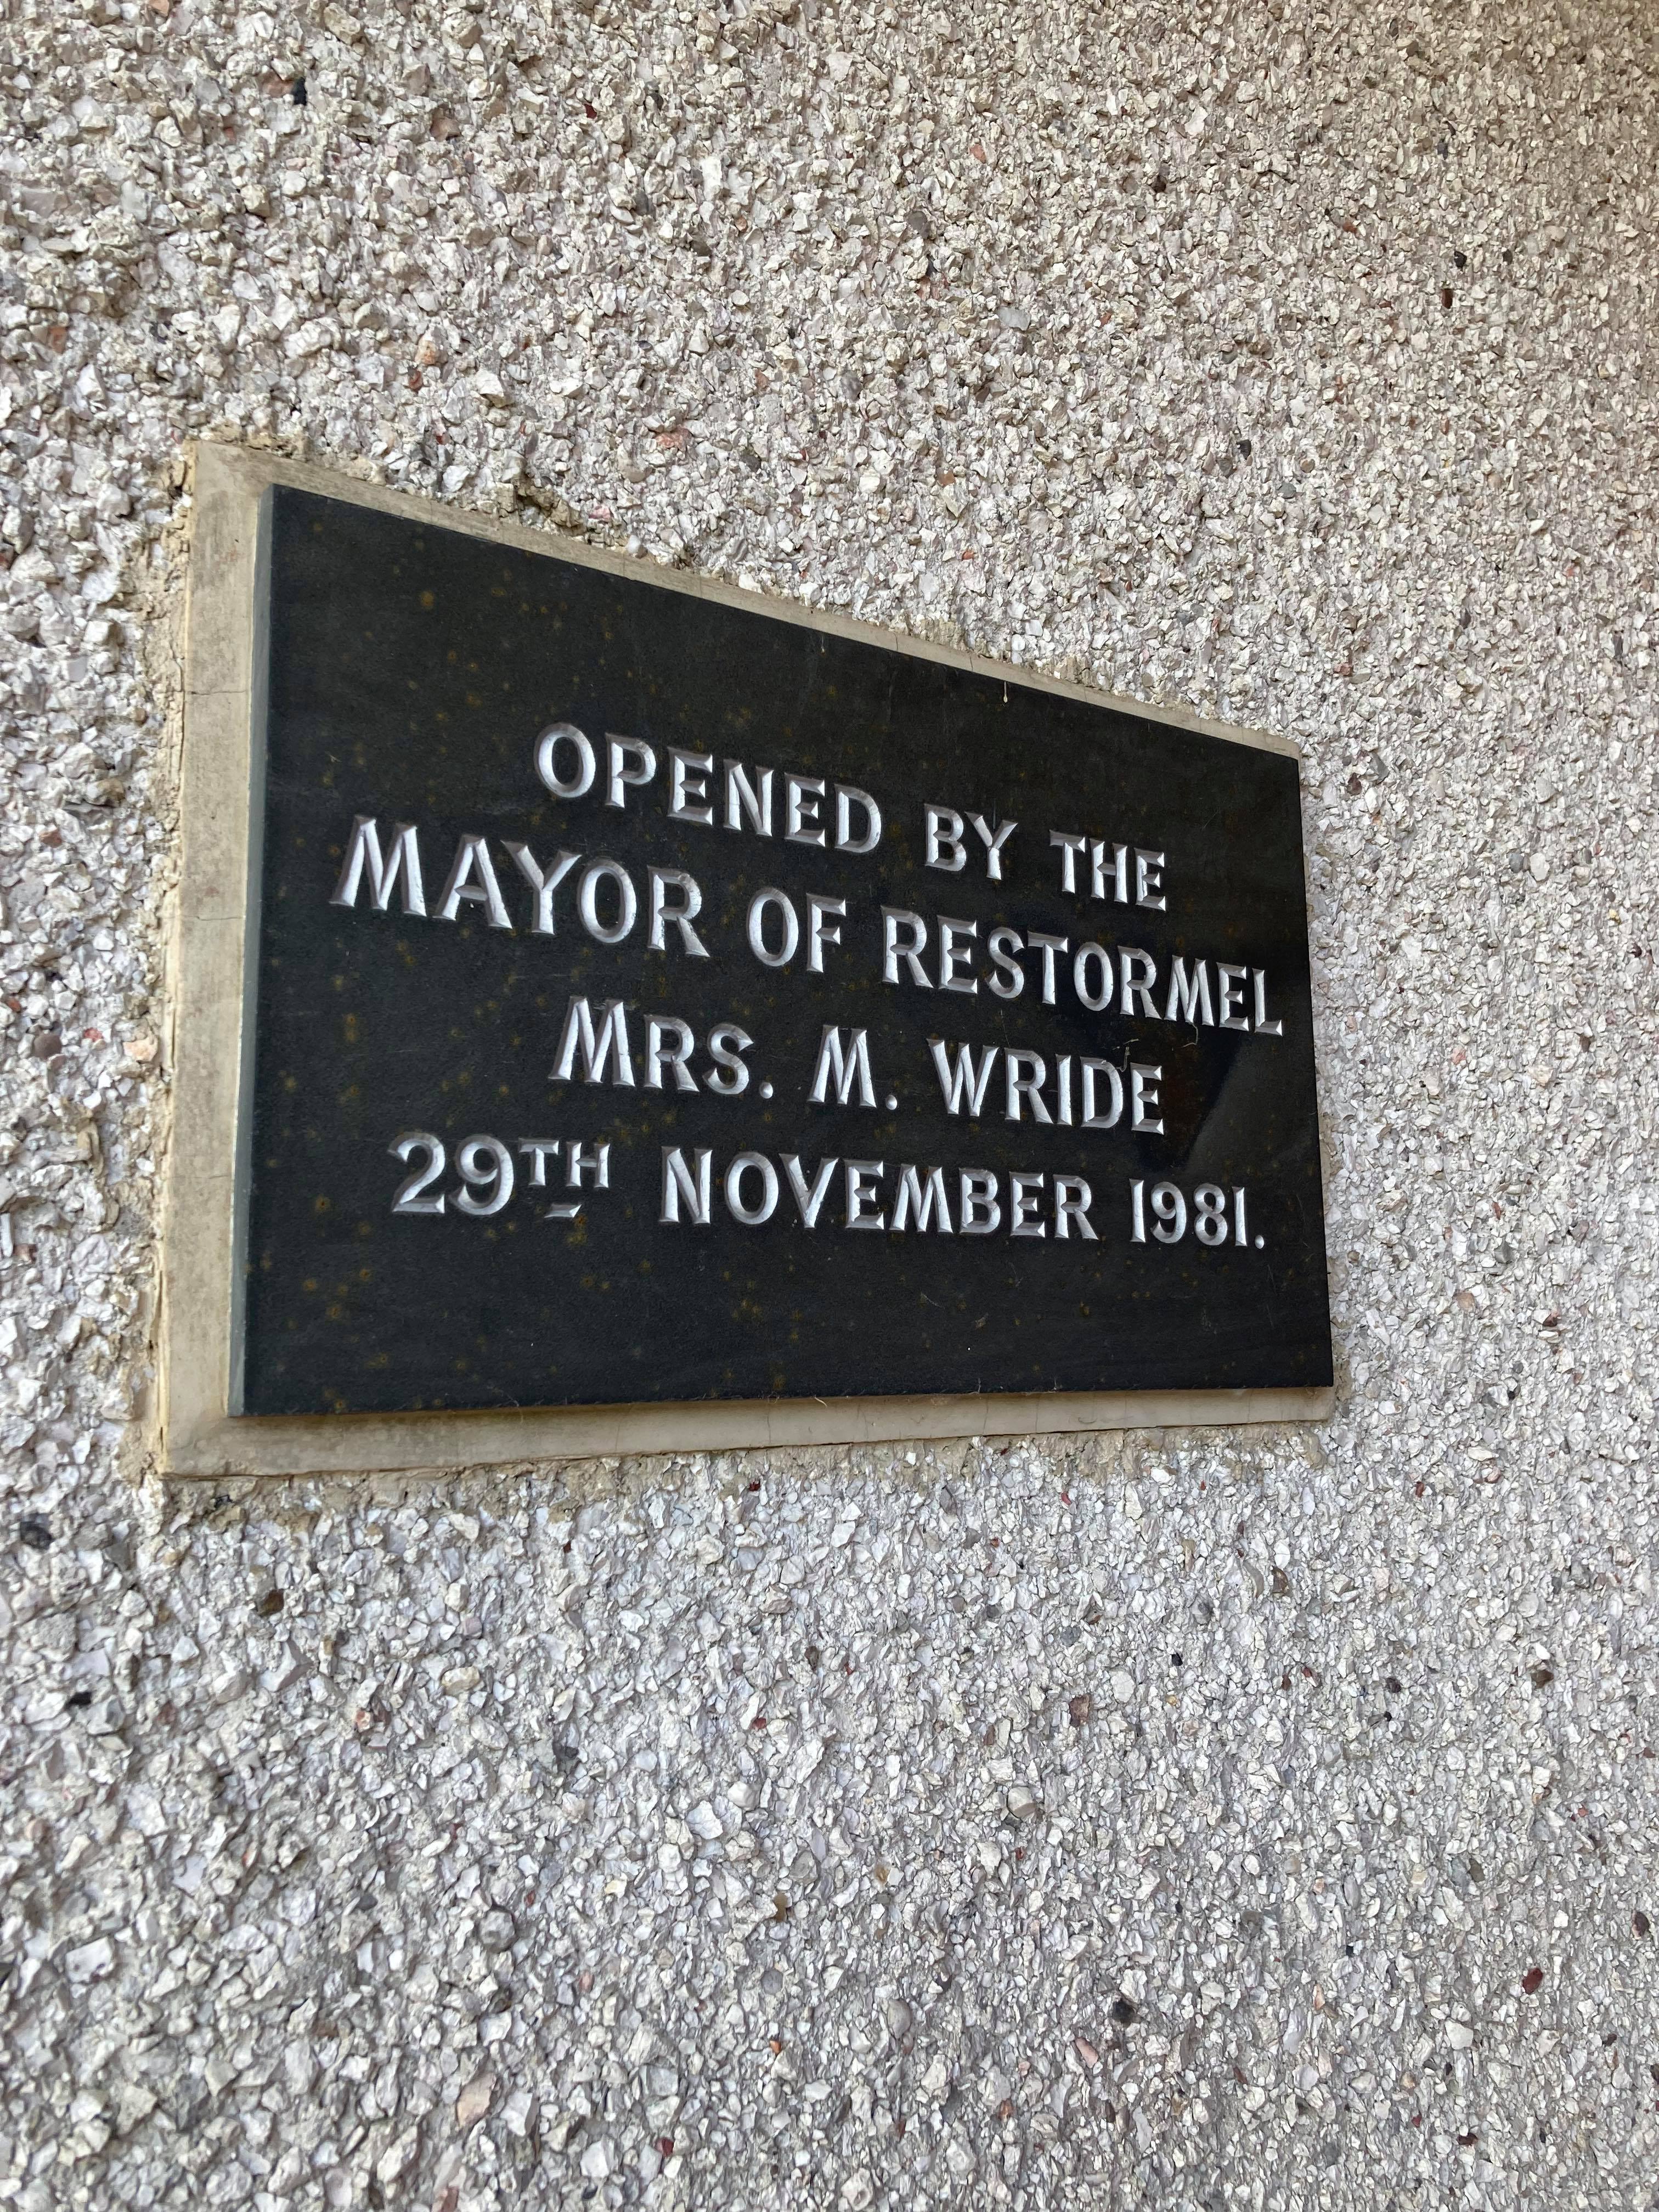 OPENED BY THE
MAYOR OF RESTORMEL
MRS. M. WRIDE
29TH NOVEMBER 1981.